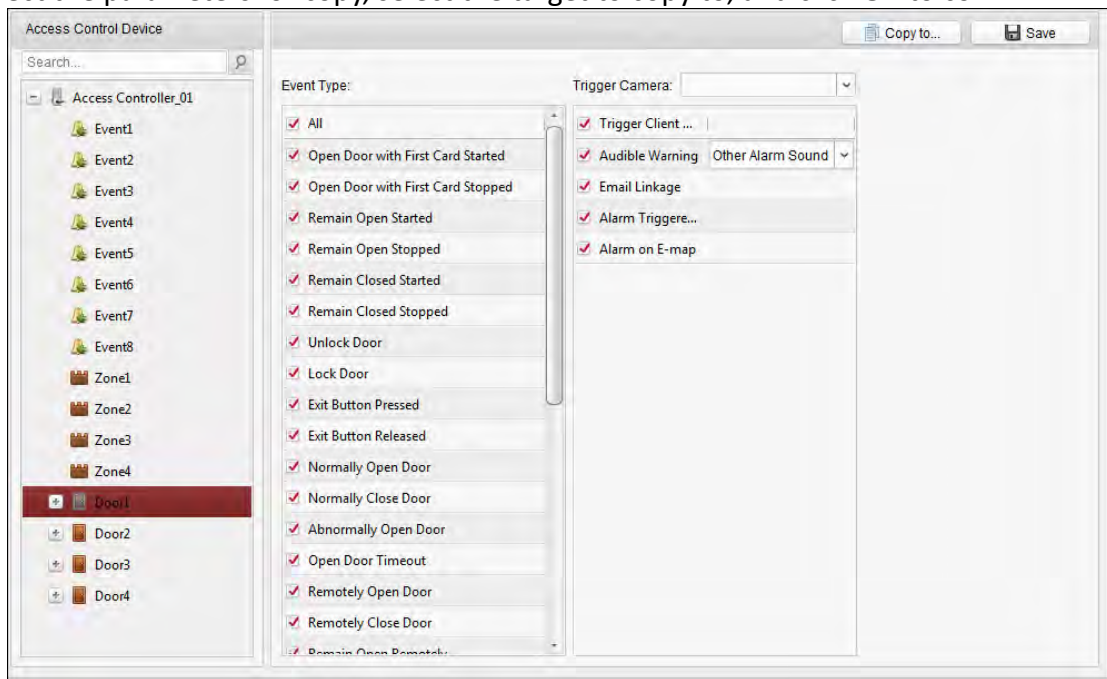 Access Control Device
Copy to...
Save
Search...
Access Controller_01
Event1
Event2
Event3
Event4
Event5
Event6
Event7
Event8
Zone1
Zone2
Zone3
Zone4
Door1
Door2
Door3
Door4
Event Type:
All
Open Door with First Card Started
Open Door with First Card Stopped
Remain Open Started
Remain Open Stopped
Remain Closed Started
Remain Closed Stopped
Unlock Door
Lock Door
Exit Button Pressed
Exit Button Released
Normally Open Door
Normally Close Door
Abnormally Open Door
Open Door Timeout
Remotely Open Door
Remotely Close Door
Remain Open Remotely
Trigger Camera:
Trigger Client ...
Audible Warning Other Alarm Sound
Email Linkage
Alarm Triggere...
Alarm on E-map